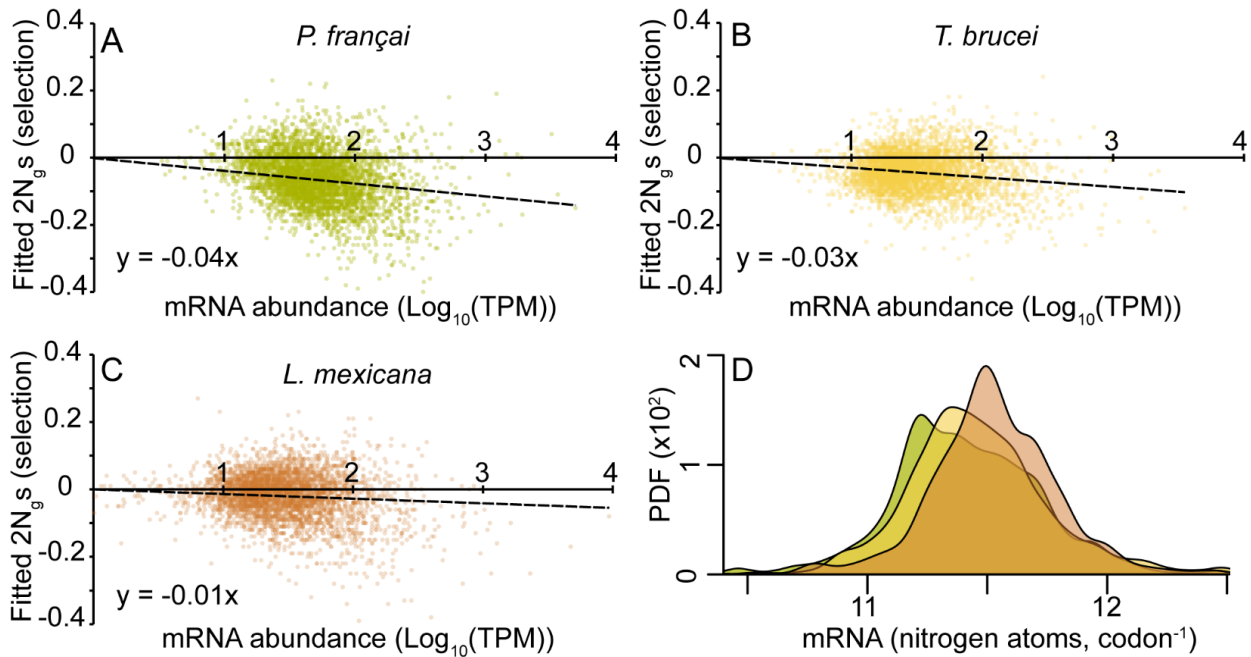 A
P. françai
0.4
0.2
0
-0.2
-0.4
Fitted 2Ngs (selection)
1 2 3 4
y = -0.04x
mRNA abundance (Log10(TPM))
B
T. brucei
0.4
0.2
0
-0.2
-0.4
Fitted 2Ngs (selection)
1 2 3 4
y = -0.03x
mRNA abundance (Log10(TPM))
C
L. mexicana
0.4
0.2
0
-0.2
-0.4
Fitted 2Ngs (selection)
1 2 3 4
y = -0.01x
mRNA abundance (Log10(TPM))
D
2
1
0
PDF (x10²)
11 12
mRNA (nitrogen atoms, codon⁻¹)